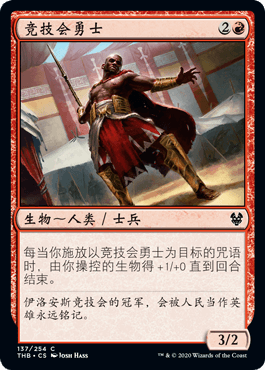 竞技会勇士 2
生物～人类／士兵
每当你施放以竞技会勇士为目标的咒语
时，由你操控的生物得 +1/+0 直到回合
结束。
伊洛安斯竞技会的冠军，会被人民当作英
雄永远铭记。
3/2
137/254 C
THB • CS Josh Hass
™ & © 2020 Wizards of the Coast